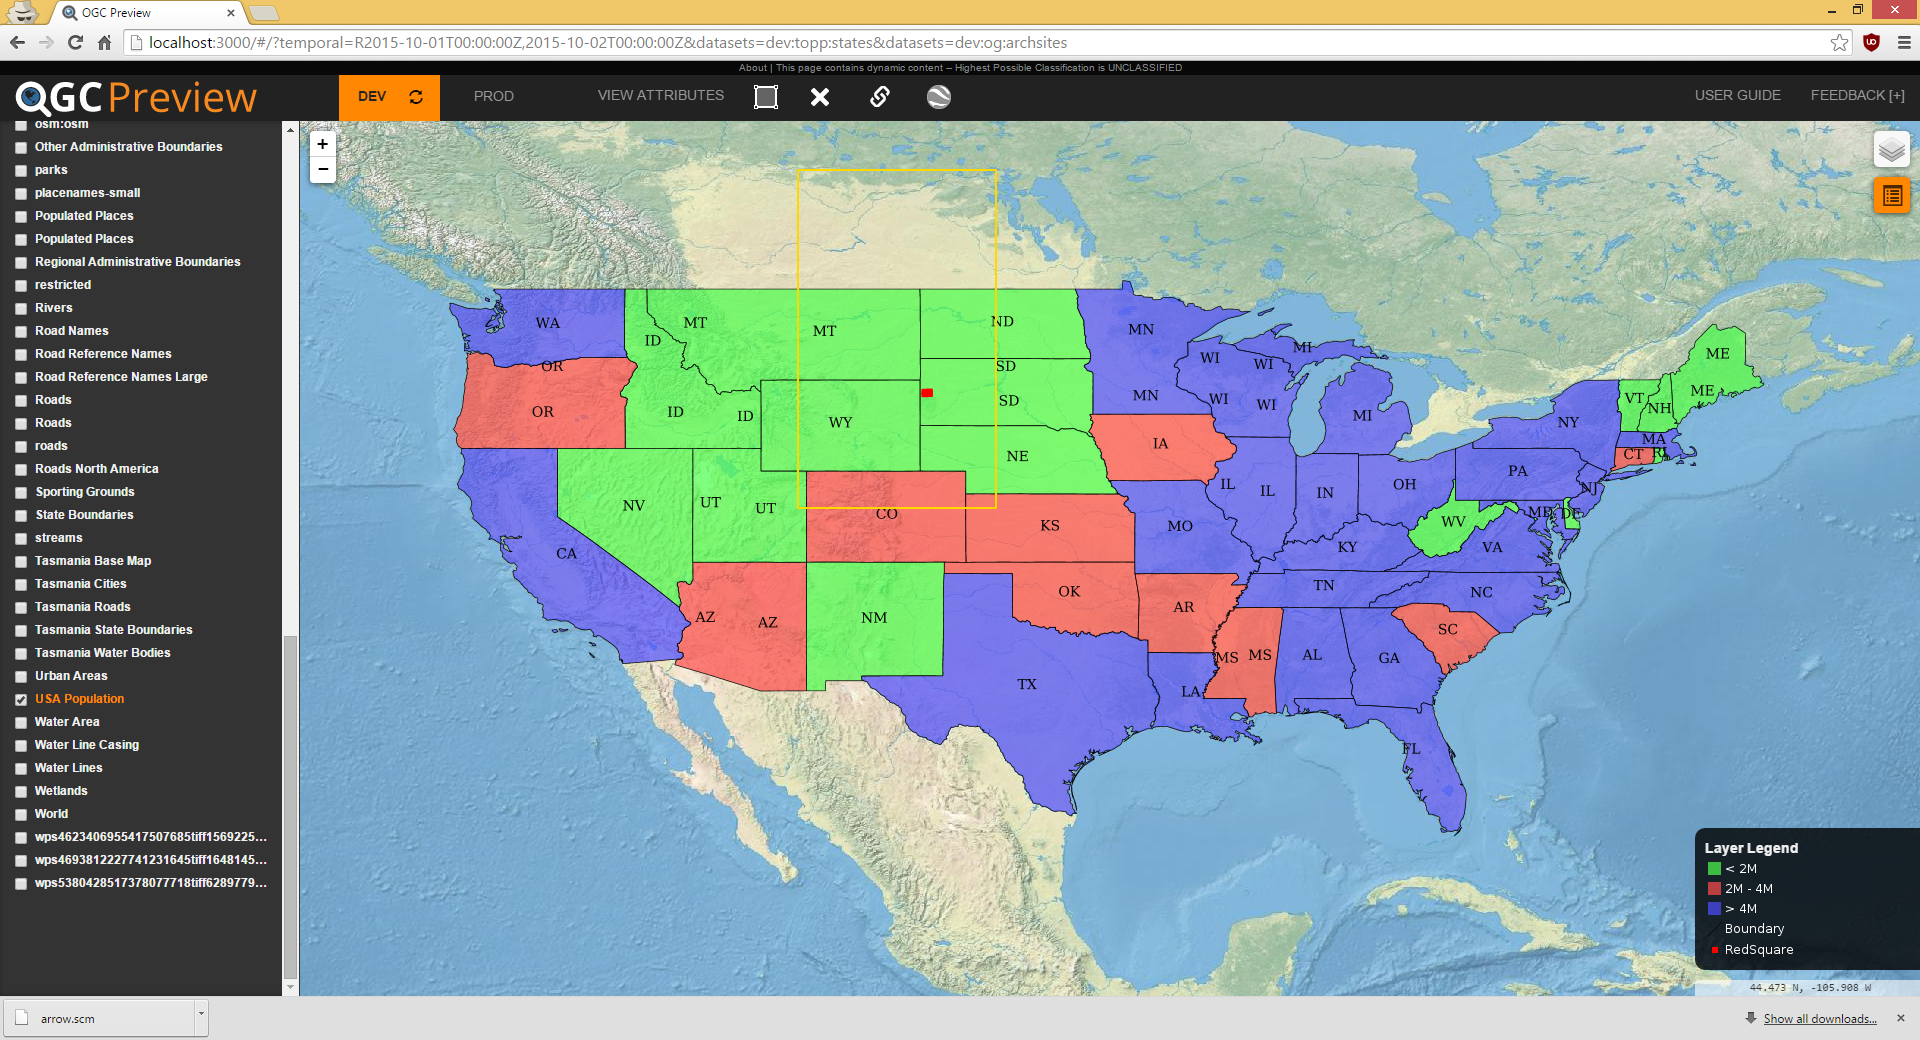 OGC Preview
localhost:3000/#/?temporal=R2015-10-01T00:00:00Z,2015-10-02T00:00:00Z&datasets=dev:topp:states&datasets=dev:og:archsites
About | This page contains dynamic content -- Highest Possible Classification is UNCLASSIFIED
OGC Preview
DEV
PROD
VIEW ATTRIBUTES
USER GUIDE
FEEDBACK [+]
osm:osm
Other Administrative Boundaries
parks
placenames-small
Populated Places
Populated Places
Regional Administrative Boundaries
restricted
Rivers
Road Names
Road Reference Names
Road Reference Names Large
Roads
Roads
roads
Roads North America
Sporting Grounds
State Boundaries
streams
Tasmania Base Map
Tasmania Cities
Tasmania Roads
Tasmania State Boundaries
Tasmania Water Bodies
Urban Areas
USA Population
Water Area
Water Line Casing
Water Lines
Wetlands
World
wps4623406955417507685tiff1569225...
wps4693812227741231645tiff1648145...
wps5380428517378077718tiff6289779...
+
-
WA
MT
MT
ND
MN
ID
OR
SD
WI
WI
MI
ME
OR
ID
ID
WY
SD
MN
WI
WI
MI
VT
NH
ME
NY
IA
MA
CT
RI
NE
PA
NV
UT
UT
CO
KS
IL
IL
IN
OH
NJ
MD
DE
WV
MO
CA
KY
VA
OK
TN
NC
AZ
AZ
NM
AR
SC
MS
MS
AL
GA
TX
LA
FL
Layer Legend
< 2M
2M - 4M
> 4M
Boundary
RedSquare
44.473 N, -105.908 W
arrow.scm
Show all downloads...